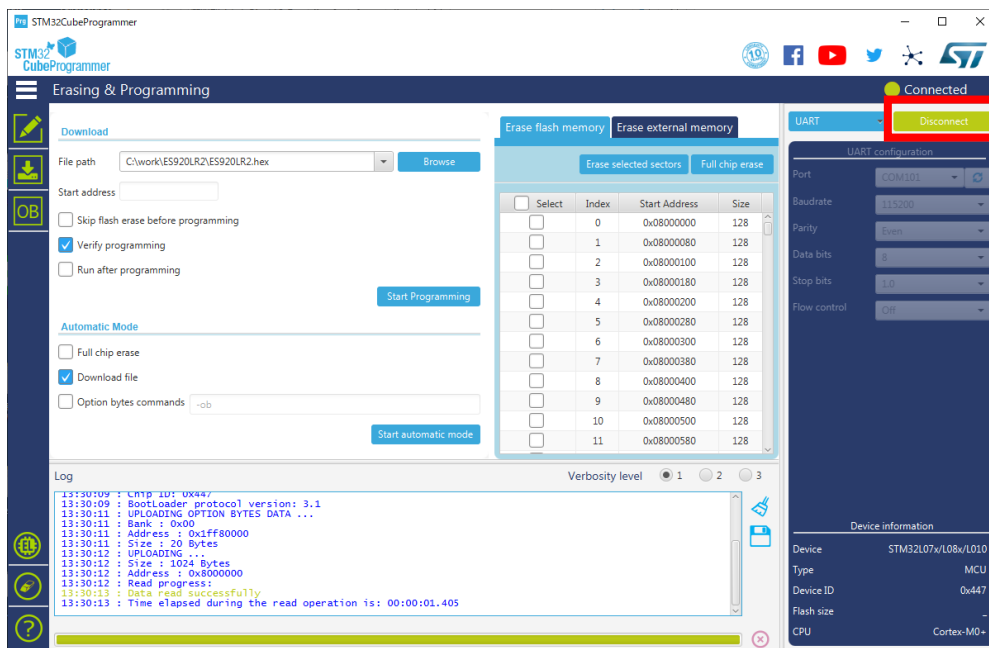 Prg STM32CubeProgrammer
STM32
CubeProgrammer
19
ST
Erasing & Programming
Connected
Download
File path C:\work\ES920LR2\ES920LR2.hex Browse
Start address
Skip flash erase before programming
Verify programming
Run after programming
Start Programming
Automatic Mode
Full chip erase
Download file
Option bytes commands -ob
Start automatic mode
OB
Erase flash memory Erase external memory
Erase selected sectors Full chip erase
Select Index Start Address Size
0 0x08000000 128
1 0x08000080 128
2 0x08000100 128
3 0x08000180 128
4 0x08000200 128
5 0x08000280 128
6 0x08000300 128
7 0x08000380 128
8 0x08000400 128
9 0x08000480 128
10 0x08000500 128
11 0x08000580 128
UART Disconnect
UART configuration
Port COM101
Baudrate 115200
Parity Even
Data bits 8
Stop bits 1.0
Flow control Off
Log Verbosity level 1 2 3
13:30:09 : Chip ID: 0x447
13:30:09 : BootLoader protocol version: 3.1
13:30:11 : UPLOADING OPTION BYTES DATA ...
13:30:11 : Bank : 0x00
13:30:11 : Address : 0x1ff80000
13:30:11 : Size : 20 Bytes
13:30:12 : UPLOADING ...
13:30:12 : Size : 1024 Bytes
13:30:12 : Address : 0x8000000
13:30:12 : Read progress:
13:30:13 : Data read successfully
13:30:13 : Time elapsed during the read operation is: 00:00:01.405
Device information
Device STM32L07x/L08x/L010
Type MCU
Device ID 0x447
Flash size _
CPU Cortex-M0+